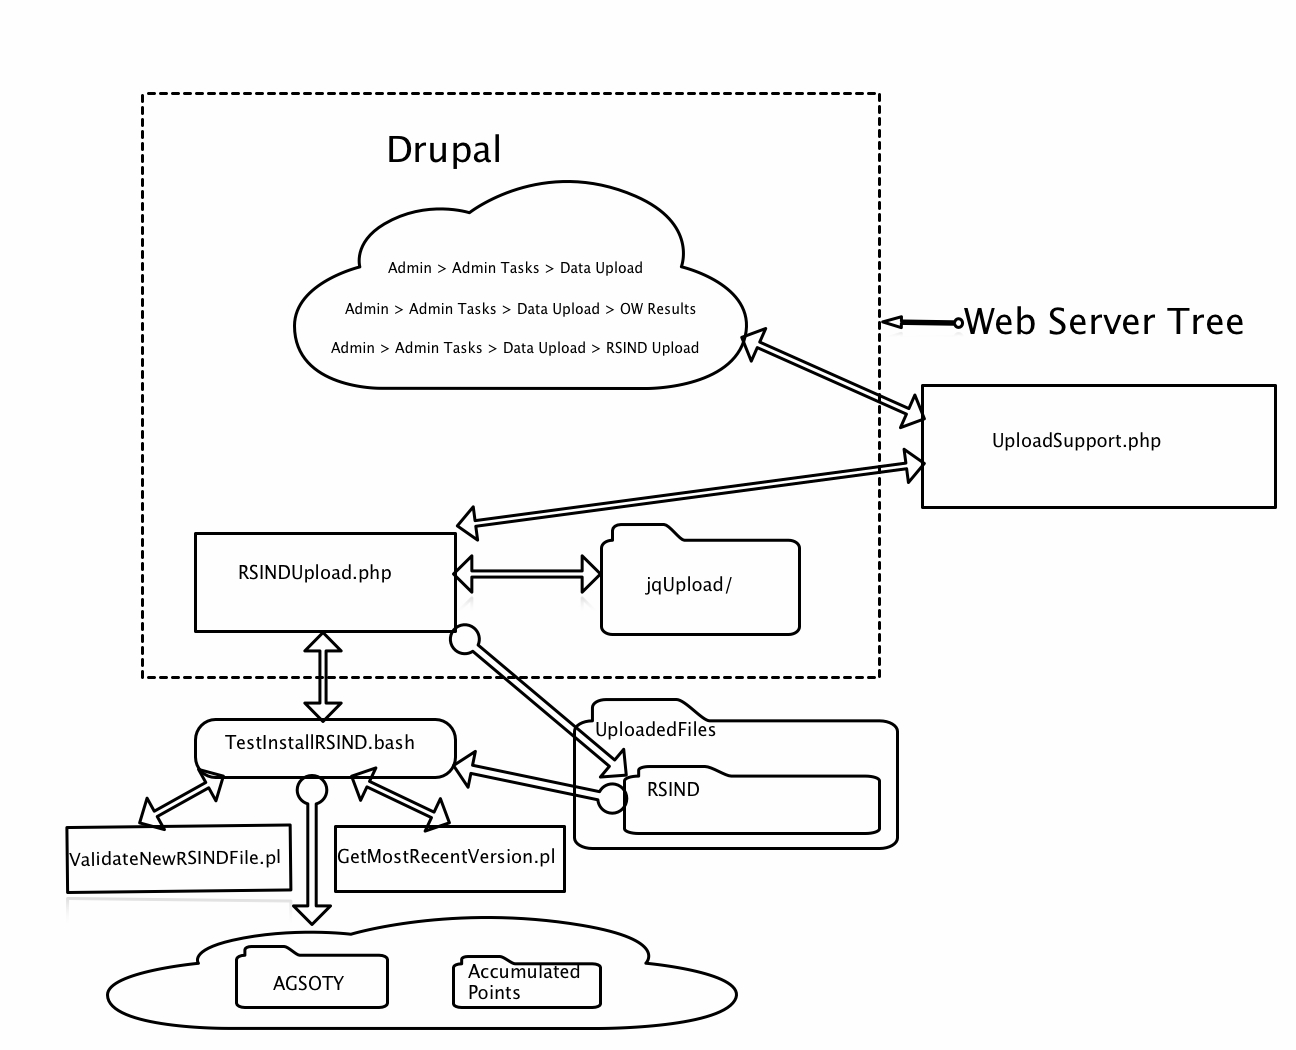 Drupal
Admin > Admin Tasks > Data Upload
Admin > Admin Tasks > Data Upload > OW Results
Admin > Admin Tasks > Data Upload > RSIND Upload
Web Server Tree
UploadSupport.php
RSINDUpload.php
jqUpload/
TestInstallRSIND.bash
UploadedFiles
RSIND
ValidateNewRSINDFile.pl
GetMostRecentVersion.pl
AGSOTY
Accumulated
Points